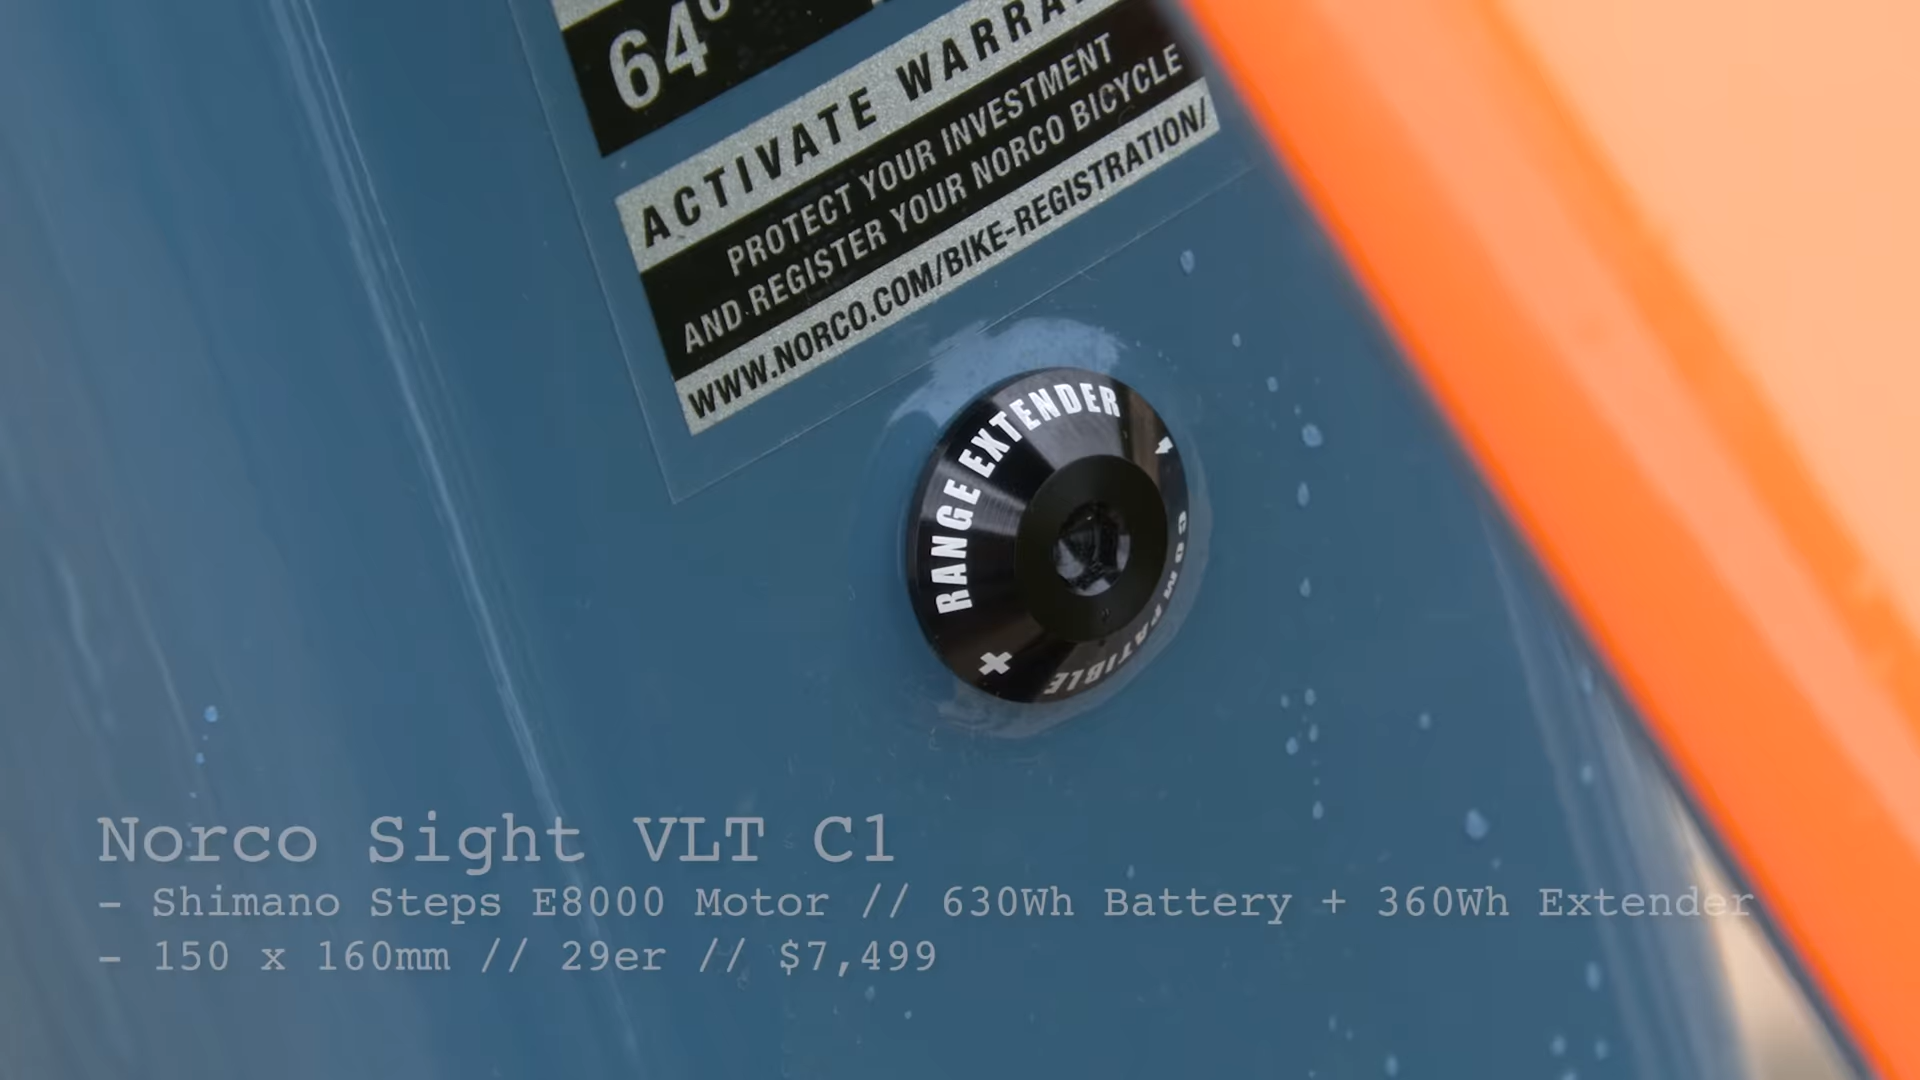 64°
ACTIVATE
PROTECT YOUR INVESTMENT
AND REGISTER YOUR NORCO BICYCLE
WWW.NORCO.COM/BIKE-REGISTRATION/
RANGE EXTENDER
COMPATIBLE
Norco Sight VLT C1
- Shimano Steps E8000 Motor // 630Wh Battery + 360Wh Extender
- 150 x 160mm // 29er // $7,499